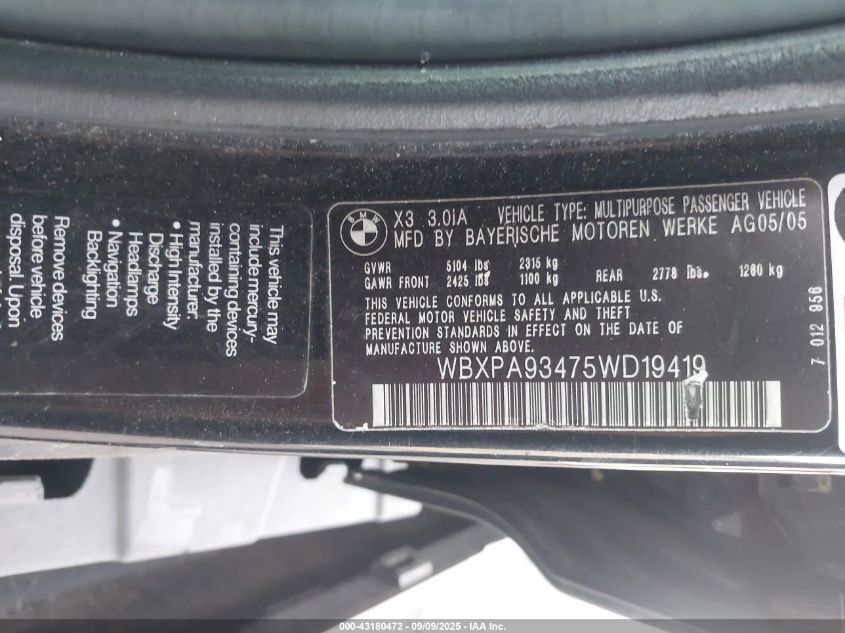 BMW
X3 3.0iA VEHICLE TYPE: MULTIPURPOSE PASSENGER VEHICLE
MFD BY BAYERISCHE MOTOREN WERKE AG05/05
GVWR 5104 lbs 2315 kg
GAWR FRONT 2425 lbs 1100 kg REAR 2778 lbs. 1260 kg
THIS VEHICLE CONFORMS TO ALL APPLICABLE U.S.
FEDERAL MOTOR VEHICLE SAFETY AND THEFT
PREVENTION STANDARDS IN EFFECT ON THE DATE OF
MANUFACTURE SHOWN ABOVE.
WBXPA93475WD19419
7 012 956
This vehicle may
include mercury-
containing devices
installed by the
manufacturer:
• High Intensity
Discharge
Headlamps
• Navigation
Backlighting
Remove devices
before vehicle
disposal Upon
000-43180472 - 09/09/2025 - IAA Inc.